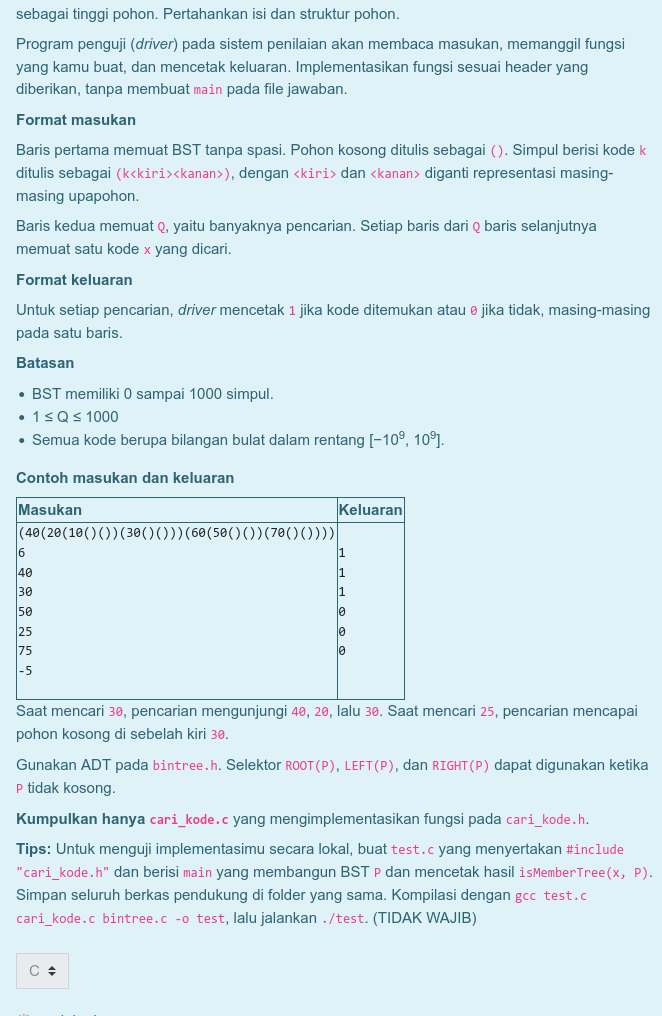 sebagai tinggi pohon. Pertahankan isi dan struktur pohon.
Program penguji (driver) pada sistem penilaian akan membaca masukan, memanggil fungsi
yang kamu buat, dan mencetak keluaran. Implementasikan fungsi sesuai header yang
diberikan, tanpa membuat main pada file jawaban.
Format masukan
Baris pertama memuat BST tanpa spasi. Pohon kosong ditulis sebagai (). Simpul berisi kode k
ditulis sebagai (k<kiri><kanan>), dengan <kiri> dan <kanan> diganti representasi masing-
masing upapohon.
Baris kedua memuat Q, yaitu banyaknya pencarian. Setiap baris dari Q baris selanjutnya
memuat satu kode x yang dicari.
Format keluaran
Untuk setiap pencarian, driver mencetak 1 jika kode ditemukan atau 0 jika tidak, masing-masing
pada satu baris.
Batasan
• BST memiliki 0 sampai 1000 simpul.
• 1 ≤ Q ≤ 1000
• Semua kode berupa bilangan bulat dalam rentang [−10⁹, 10⁹].
Contoh masukan dan keluaran
Masukan Keluaran
(40(20(10()())(30()()))(60(50()())(70()())))
6 1
40 1
30 1
50 0
25 0
75 0
-5
Saat mencari 30, pencarian mengunjungi 40, 20, lalu 30. Saat mencari 25, pencarian mencapai
pohon kosong di sebelah kiri 30.
Gunakan ADT pada bintree.h. Selektor ROOT(P), LEFT(P), dan RIGHT(P) dapat digunakan ketika
P tidak kosong.
Kumpulkan hanya cari_kode.c yang mengimplementasikan fungsi pada cari_kode.h.
Tips: Untuk menguji implementasimu secara lokal, buat test.c yang menyertakan #include
"cari_kode.h" dan berisi main yang membangun BST P dan mencetak hasil isMemberTree(x, P).
Simpan seluruh berkas pendukung di folder yang sama. Kompilasi dengan gcc test.c
cari_kode.c bintree.c -o test, lalu jalankan ./test. (TIDAK WAJIB)
C